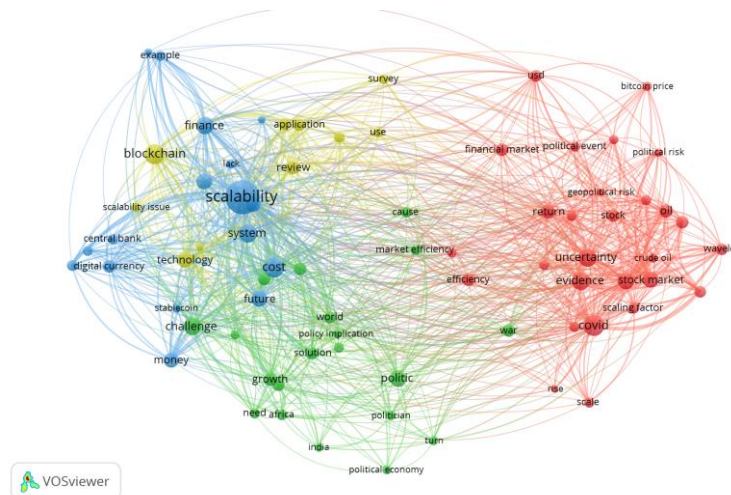 example
usd
survey
bitcoin price
finance
application
use
blockchain
financial market
political event
political risk
lack
review
geopolitical risk
scalability
scalability issue
cause
return
stock
oil
central bank
system
market efficiency
uncertainty
crude oil
wavele
digital currency
technology
cost
efficiency
evidence
stock market
stablecoin
future
scaling factor
challenge
world
policy implication
war
covid
money
solution
growth
politic
rise
scale
need
africa
politician
turn
india
political economy
VOSviewer